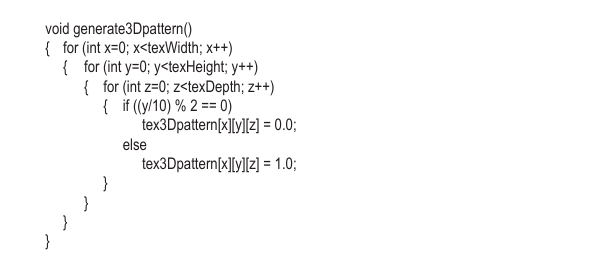 void generate3Dpattern()
{ for (int x=0; x<texWidth; x++)
{ for (int y=0; y<texHeight; y++)
{ for (int z=0; z<texDepth; z++)
{ if ((y/10) % 2 == 0)
tex3Dpattern[x][y][z] = 0.0;
else
tex3Dpattern[x][y][z] = 1.0;
}
}
}
}